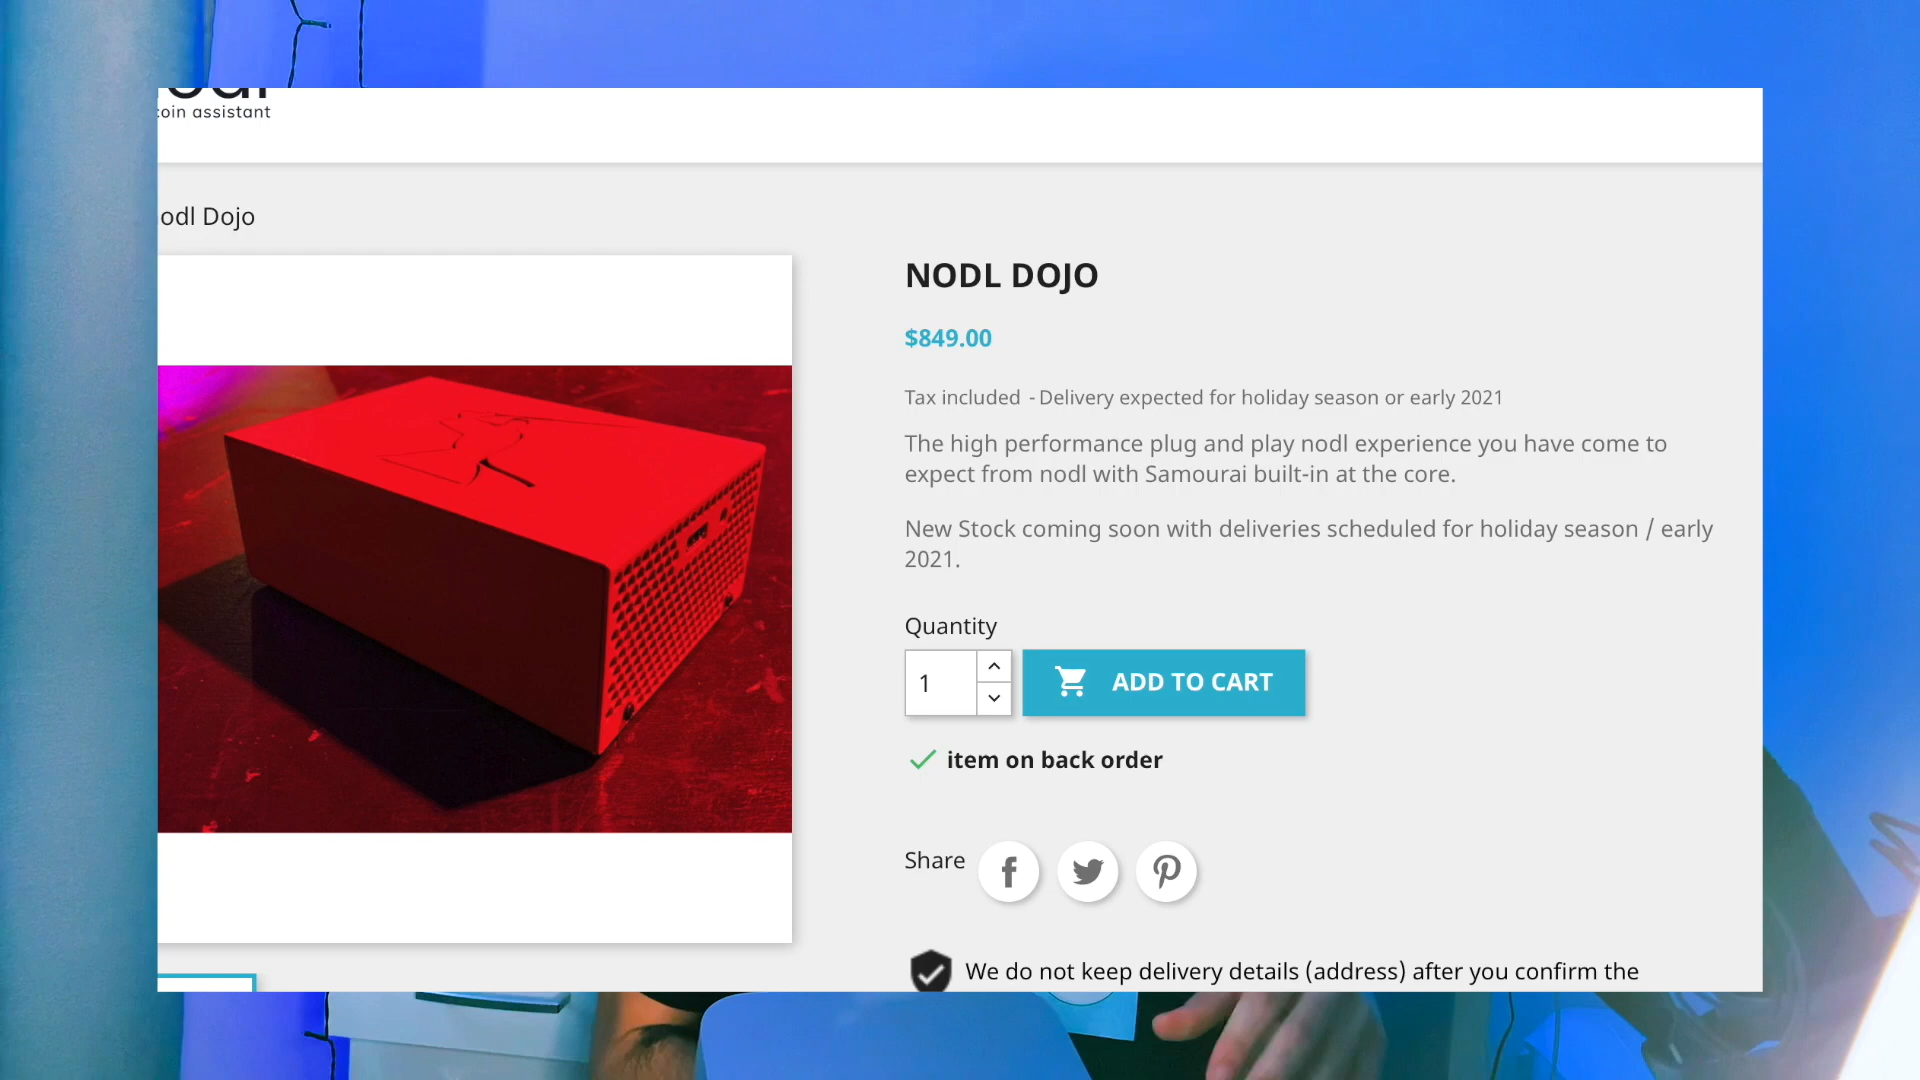 coin assistant
odl Dojo
NODL DOJO
$849.00
Tax included - Delivery expected for holiday season or early 2021
The high performance plug and play nodl experience you have come to
expect from nodl with Samourai built-in at the core.
New Stock coming soon with deliveries scheduled for holiday season / early
2021.
Quantity
1
ADD TO CART
item on back order
Share
We do not keep delivery details (address) after you confirm the